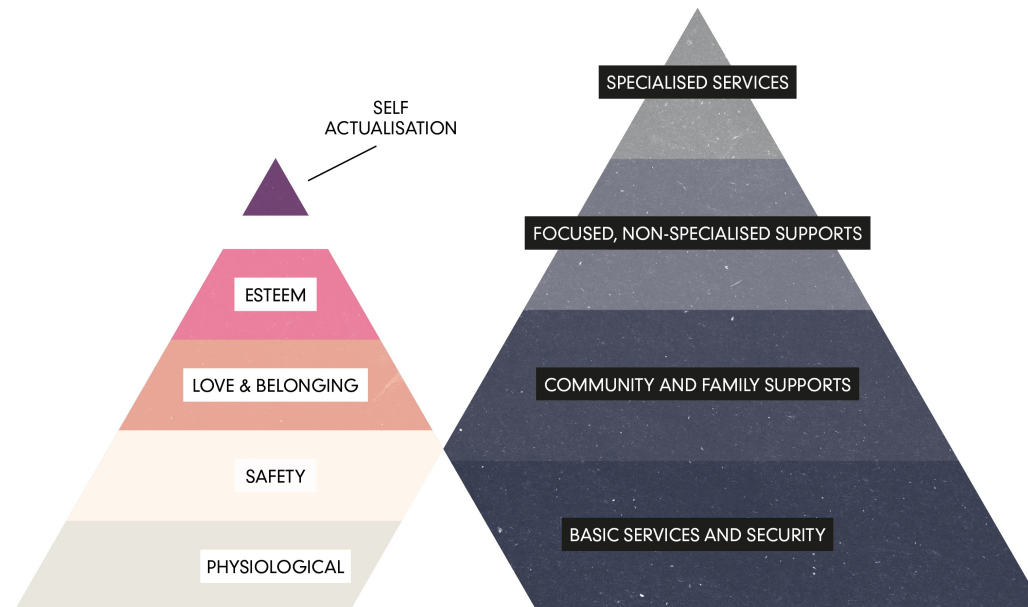 SELF
ACTUALISATION
ESTEEM
LOVE & BELONGING
SAFETY
PHYSIOLOGICAL
SPECIALISED SERVICES
FOCUSED, NON-SPECIALISED SUPPORTS
COMMUNITY AND FAMILY SUPPORTS
BASIC SERVICES AND SECURITY